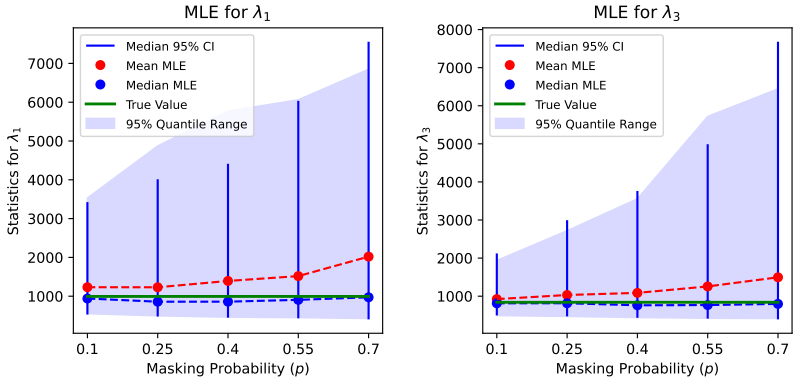 MLE for λ1
Statistics for λ1
7000
6000
5000
4000
3000
2000
1000
Median 95% CI
Mean MLE
Median MLE
True Value
95% Quantile Range
0.1 0.25 0.4 0.55 0.7
Masking Probability (p)
MLE for λ3
Statistics for λ3
8000
7000
6000
5000
4000
3000
2000
1000
Median 95% CI
Mean MLE
Median MLE
True Value
95% Quantile Range
0.1 0.25 0.4 0.55 0.7
Masking Probability (p)